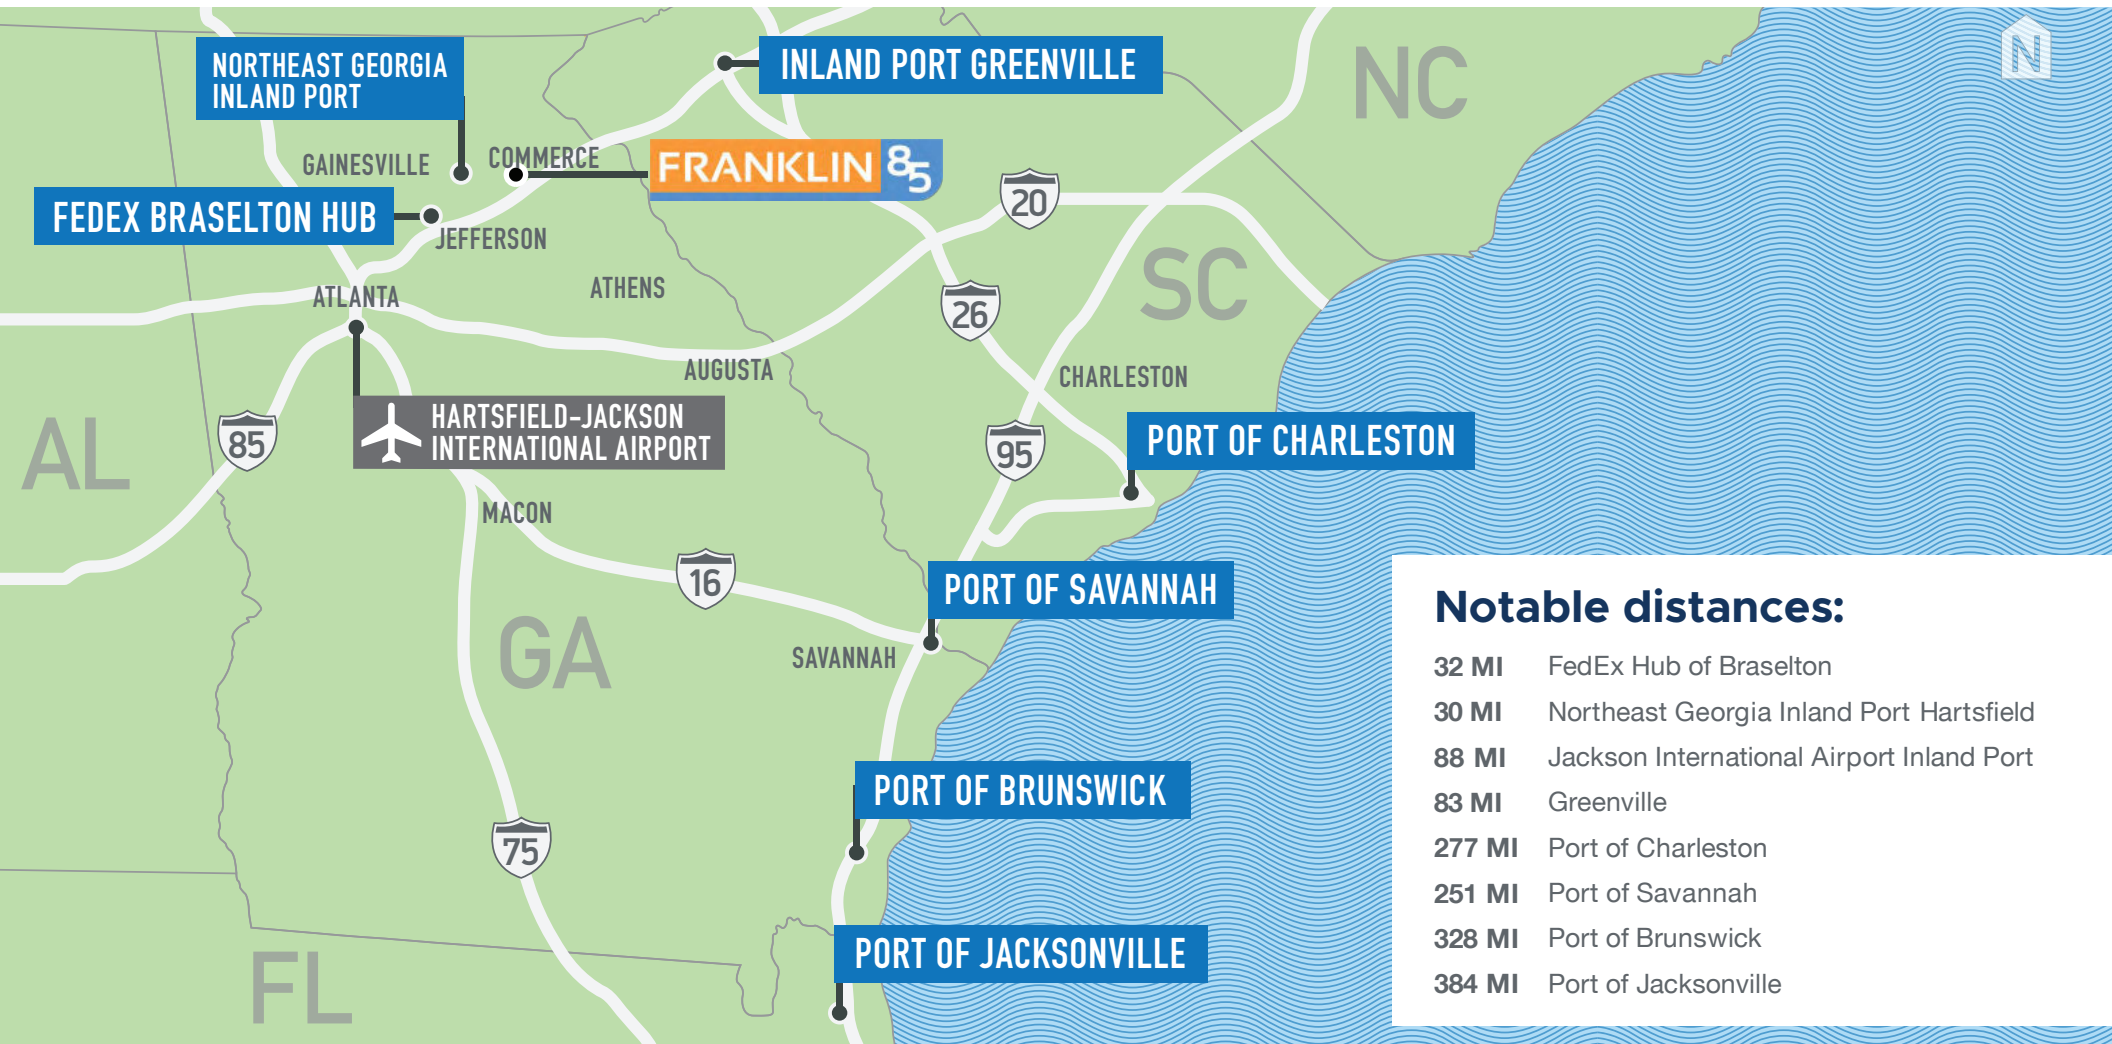 NC
N
NORTHEAST GEORGIA
INLAND PORT
INLAND PORT GREENVILLE
GAINESVILLE
COMMERCE
FRANKLIN 85
20
FEDEX BRASELTON HUB
JEFFERSON
SC
ATLANTA
ATHENS
26
AUGUSTA
CHARLESTON
AL
85
HARTSFIELD-JACKSON
INTERNATIONAL AIRPORT
95
PORT OF CHARLESTON
MACON
16
PORT OF SAVANNAH
GA
SAVANNAH
PORT OF BRUNSWICK
75
PORT OF JACKSONVILLE
FL
Notable distances:
32 MI FedEx Hub of Braselton
30 MI Northeast Georgia Inland Port Hartsfield
88 MI Jackson International Airport Inland Port
83 MI Greenville
277 MI Port of Charleston
251 MI Port of Savannah
328 MI Port of Brunswick
384 MI Port of Jacksonville